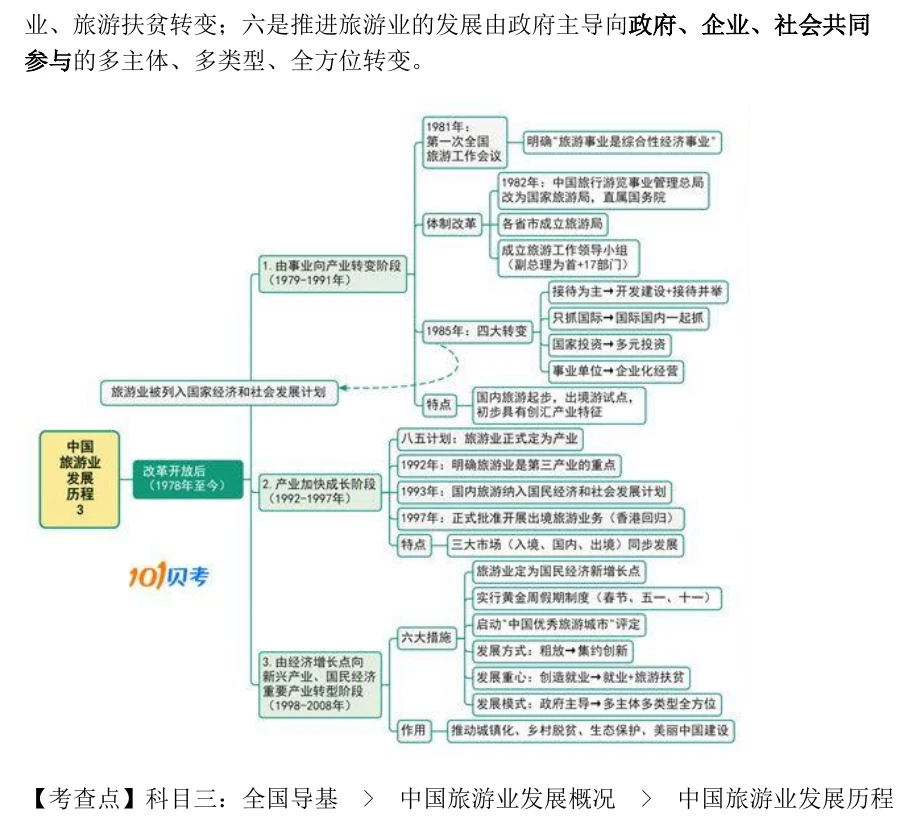 业、旅游扶贫转变；六是推进旅游业的发展由政府主导向政府、企业、社会共同
参与的多主体、多类型、全方位转变。
1981年：
第一次全国
旅游工作会议
明确“旅游事业是综合性经济事业”
1982年：中国旅行游览事业管理总局
改为国家旅游局，直属国务院
体制改革
各省市成立旅游局
成立旅游工作领导小组
（副总理为首+17部门）
1. 由事业向产业转变阶段
（1979-1991年）
接待为主→开发建设+接待并举
只抓国际→国际国内一起抓
1985年：四大转变
国家投资→多元投资
事业单位→企业化经营
旅游业被列入国家经济和社会发展计划
特点
国内旅游起步，出境游试点，
初步具有创汇产业特征
中国
旅游业
发展
历程
3
改革开放后
（1978年至今）
2. 产业加快成长阶段
（1992-1997年）
八五计划：旅游业正式定为产业
1992年：明确旅游业是第三产业的重点
1993年：国内旅游纳入国民经济和社会发展计划
1997年：正式批准开展出境旅游业务（香港回归）
特点
三大市场（入境、国内、出境）同步发展
101贝考
3. 由经济增长点向
新兴产业、国民经济
重要产业转型阶段
（1998-2008年）
六大措施
旅游业定为国民经济新增长点
实行黄金周假期制度（春节、五一、十一）
启动“中国优秀旅游城市”评定
发展方式：粗放→集约创新
发展重心：创造就业→就业+旅游扶贫
发展模式：政府主导→多主体多类型全方位
作用
推动城镇化、乡村脱贫、生态保护、美丽中国建设
【考查点】科目三：全国导基 > 中国旅游业发展概况 > 中国旅游业发展历程